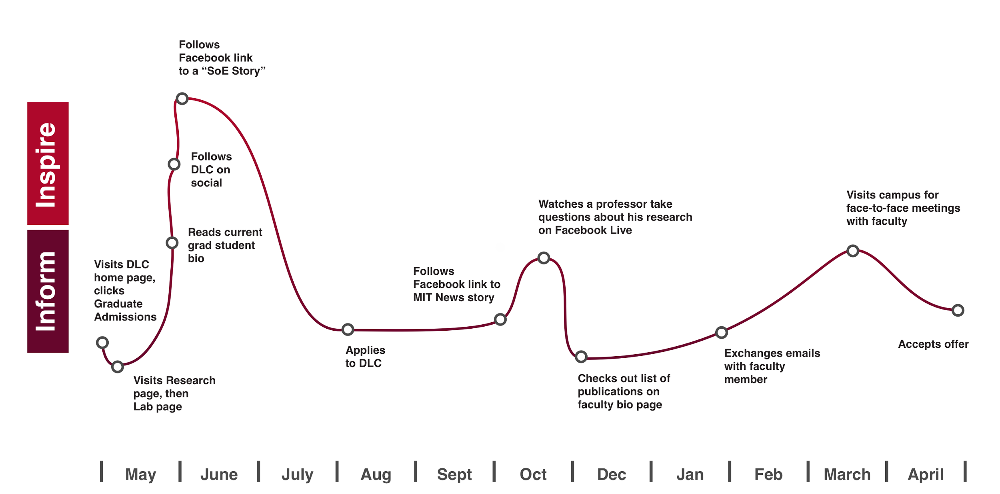 Inspire
Inform
Follows
Facebook link
to a “SoE Story”
Follows
DLC on
social
Reads current
grad student
bio
Visits DLC
home page,
clicks
Graduate
Admissions
Visits Research
page, then
Lab page
Applies
to DLC
Follows
Facebook link to
MIT News story
Watches a professor take
questions about his research
on Facebook Live
Checks out list of
publications on
faculty bio page
Exchanges emails
with faculty
member
Visits campus for
face-to-face meetings
with faculty
Accepts offer
May June July Aug Sept Oct Dec Jan Feb March April